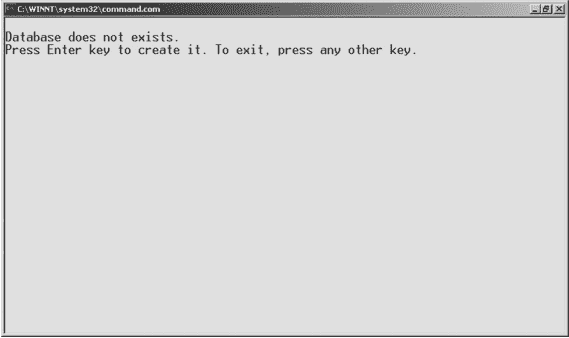 C:\WINNT\system32\command.com
Database does not exists.
Press Enter key to create it. To exit, press any other key.